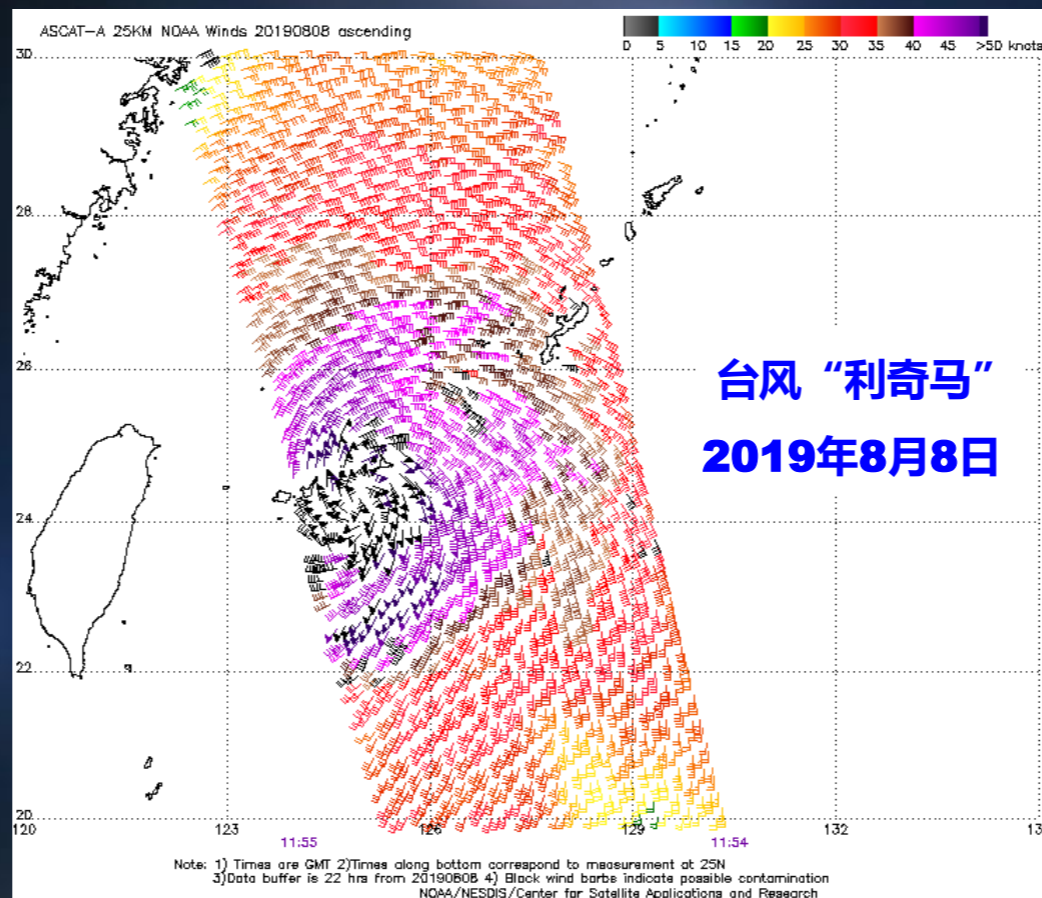 ASCAT-A 25KM NOAA Winds 20190808 ascending
0 5 10 15 20 25 30 35 40 45 >50 knots
30
28
26
台风“利奇马”
2019年8月8日
24
22
20
120 123 126 129 132 13
11:55 11:54
Note: 1) Times are GMT 2)Times along bottom correspond to measurement at 25N
3)Data buffer is 22 hrs from 20190808 4) Black wind barbs indicate possible contamination
NOAA/NESDIS/Center for Satellite Applications and Research